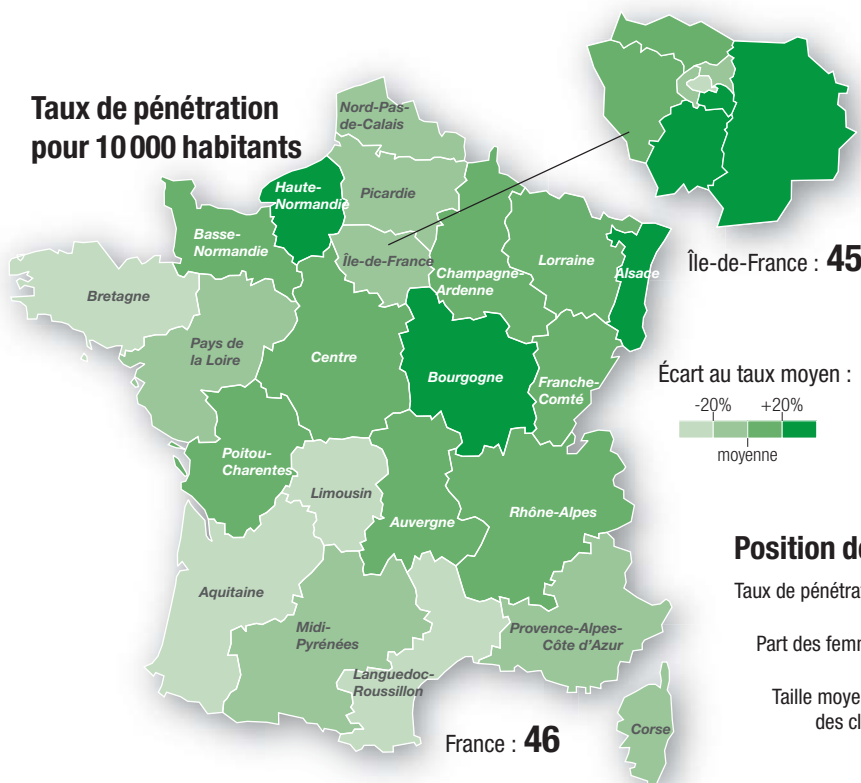 Taux de pénétration
pour 10 000 habitants
Nord-Pas-
de-Calais
Picardie
Haute-
Normandie
Basse-
Normandie
Île-de-France
Champagne-
Ardenne
Lorraine
Alsace
Île-de-France : 45
Bretagne
Pays de
la Loire
Centre
Bourgogne
Franche-
Comté
Écart au taux moyen :
-20% +20%
moyenne
Poitou-
Charentes
Limousin
Auvergne
Rhône-Alpes
Aquitaine
Midi-
Pyrénées
Languedoc-
Roussillon
Provence-Alpes-
Côte d'Azur
Corse
France : 46
Position de
Taux de pénétra
Part des femm
Taille moye
des cl